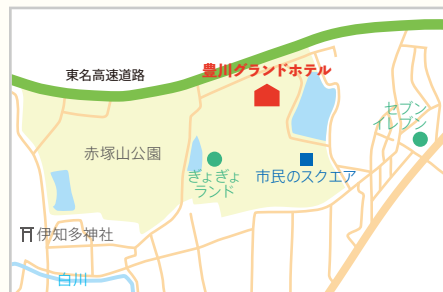 東名高速道路
豊川グランドホテル
セブン
イレブン
赤塚山公園
ぎょぎょ
ランド
市民のスクエア
伊知多神社
白川